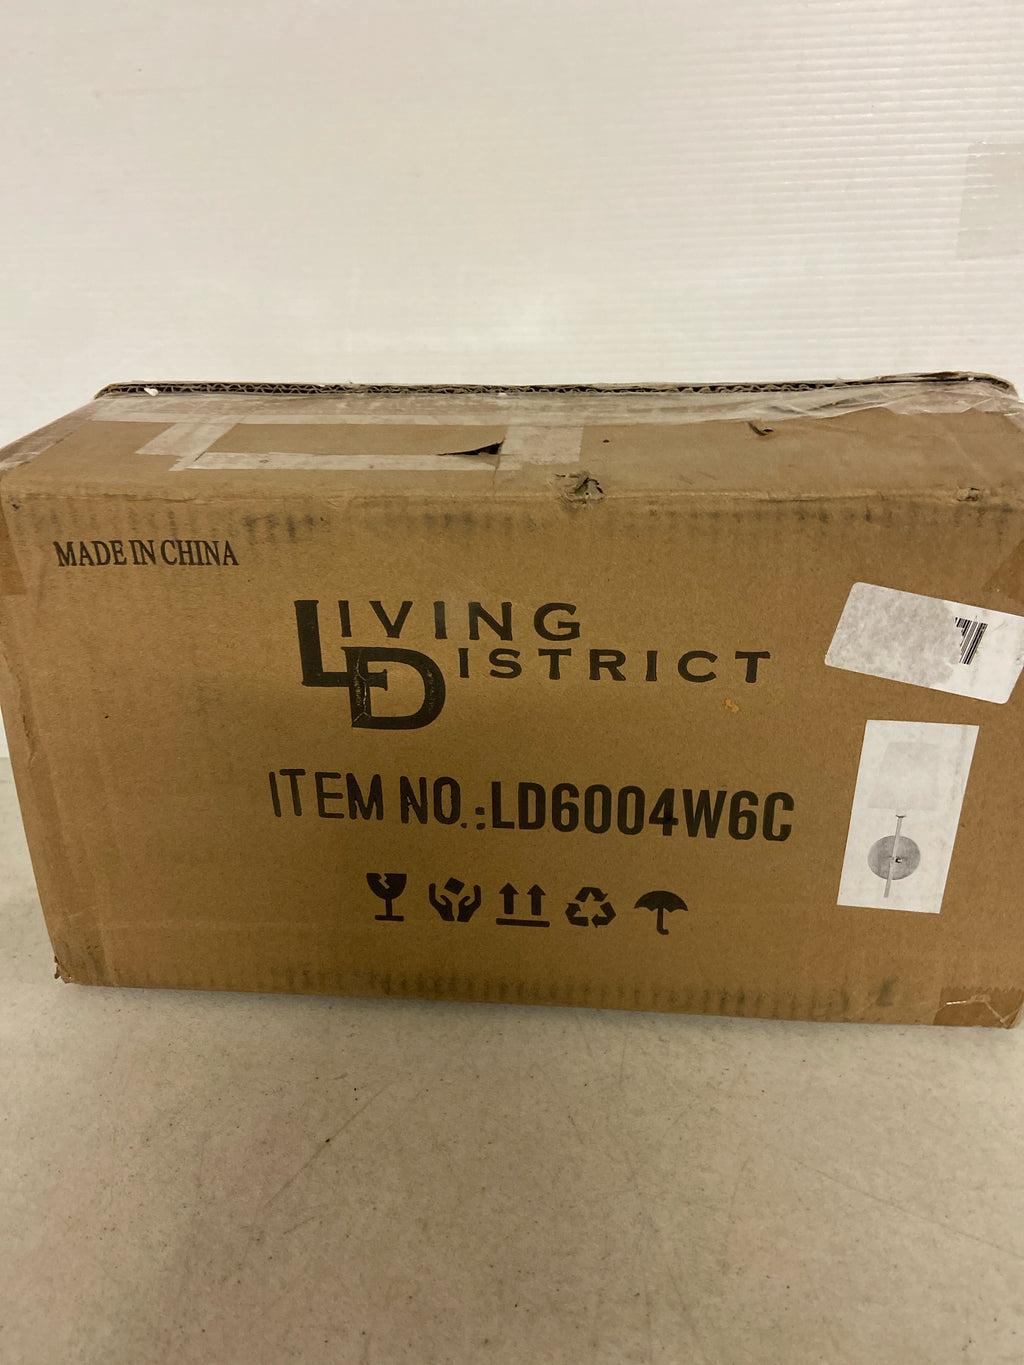 MADE IN CHINA
LIVING
DISTRICT
ITEM NO.:LD6004W6C